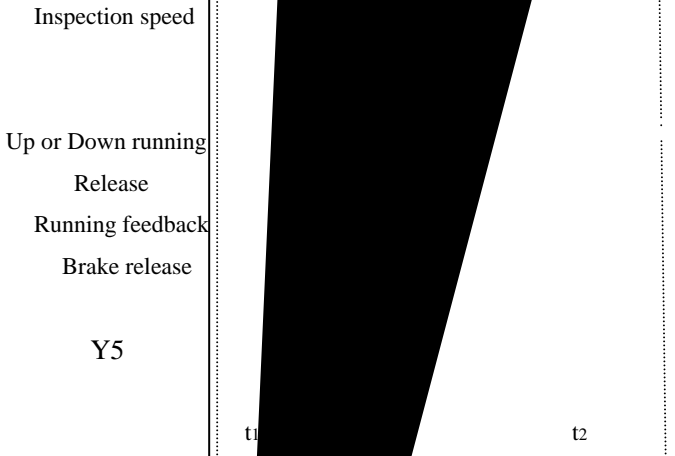 Inspection speed
Up or Down running
Release
Running feedback
Brake release
Y5
t1 t2